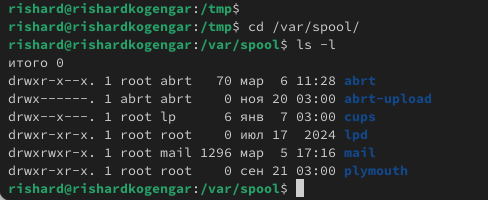 rishard@rishardkogengar:/tmp$
rishard@rishardkogengar:/tmp$ cd /var/spool/
rishard@rishardkogengar:/var/spool$ ls -l
итого 0
drwxr-x--x. 1 root abrt   70 мар  6 11:28 abrt
drwx------. 1 abrt abrt    0 ноя 20 03:00 abrt-upload
drwx--x---. 1 root lp      6 янв  7 03:00 cups
drwxr-xr-x. 1 root root    0 июл 17  2024 lpd
drwxrwxr-x. 1 root mail 1296 мар  5 17:16 mail
drwxr-xr-x. 1 root root    0 сен 21 03:00 plymouth
rishard@rishardkogengar:/var/spool$